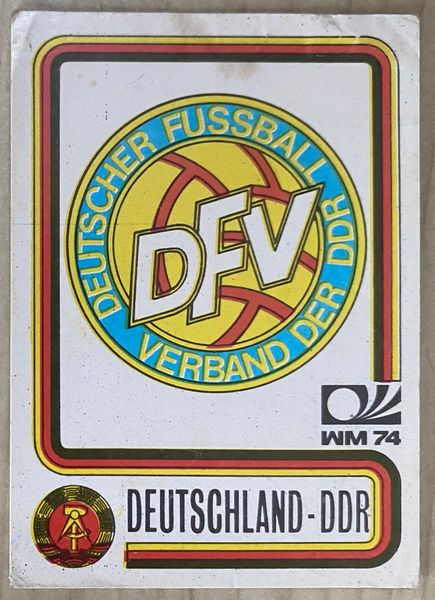 DEUTSCHER FUSSBALL
VERBAND DER DDR
DFV
WM 74
DEUTSCHLAND-DDR